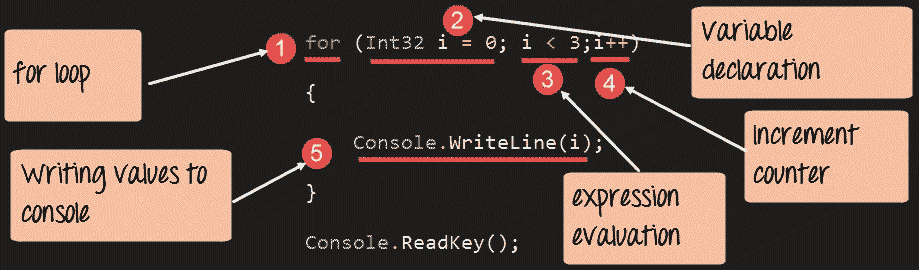 2
variable
declaration
1
for (Int32 i = 0; i < 3;i++)
for loop
3
4
{
Increment
counter
5
Console.WriteLine(i);
Writing values to
console
}
expression
evaluation
Console.ReadKey();